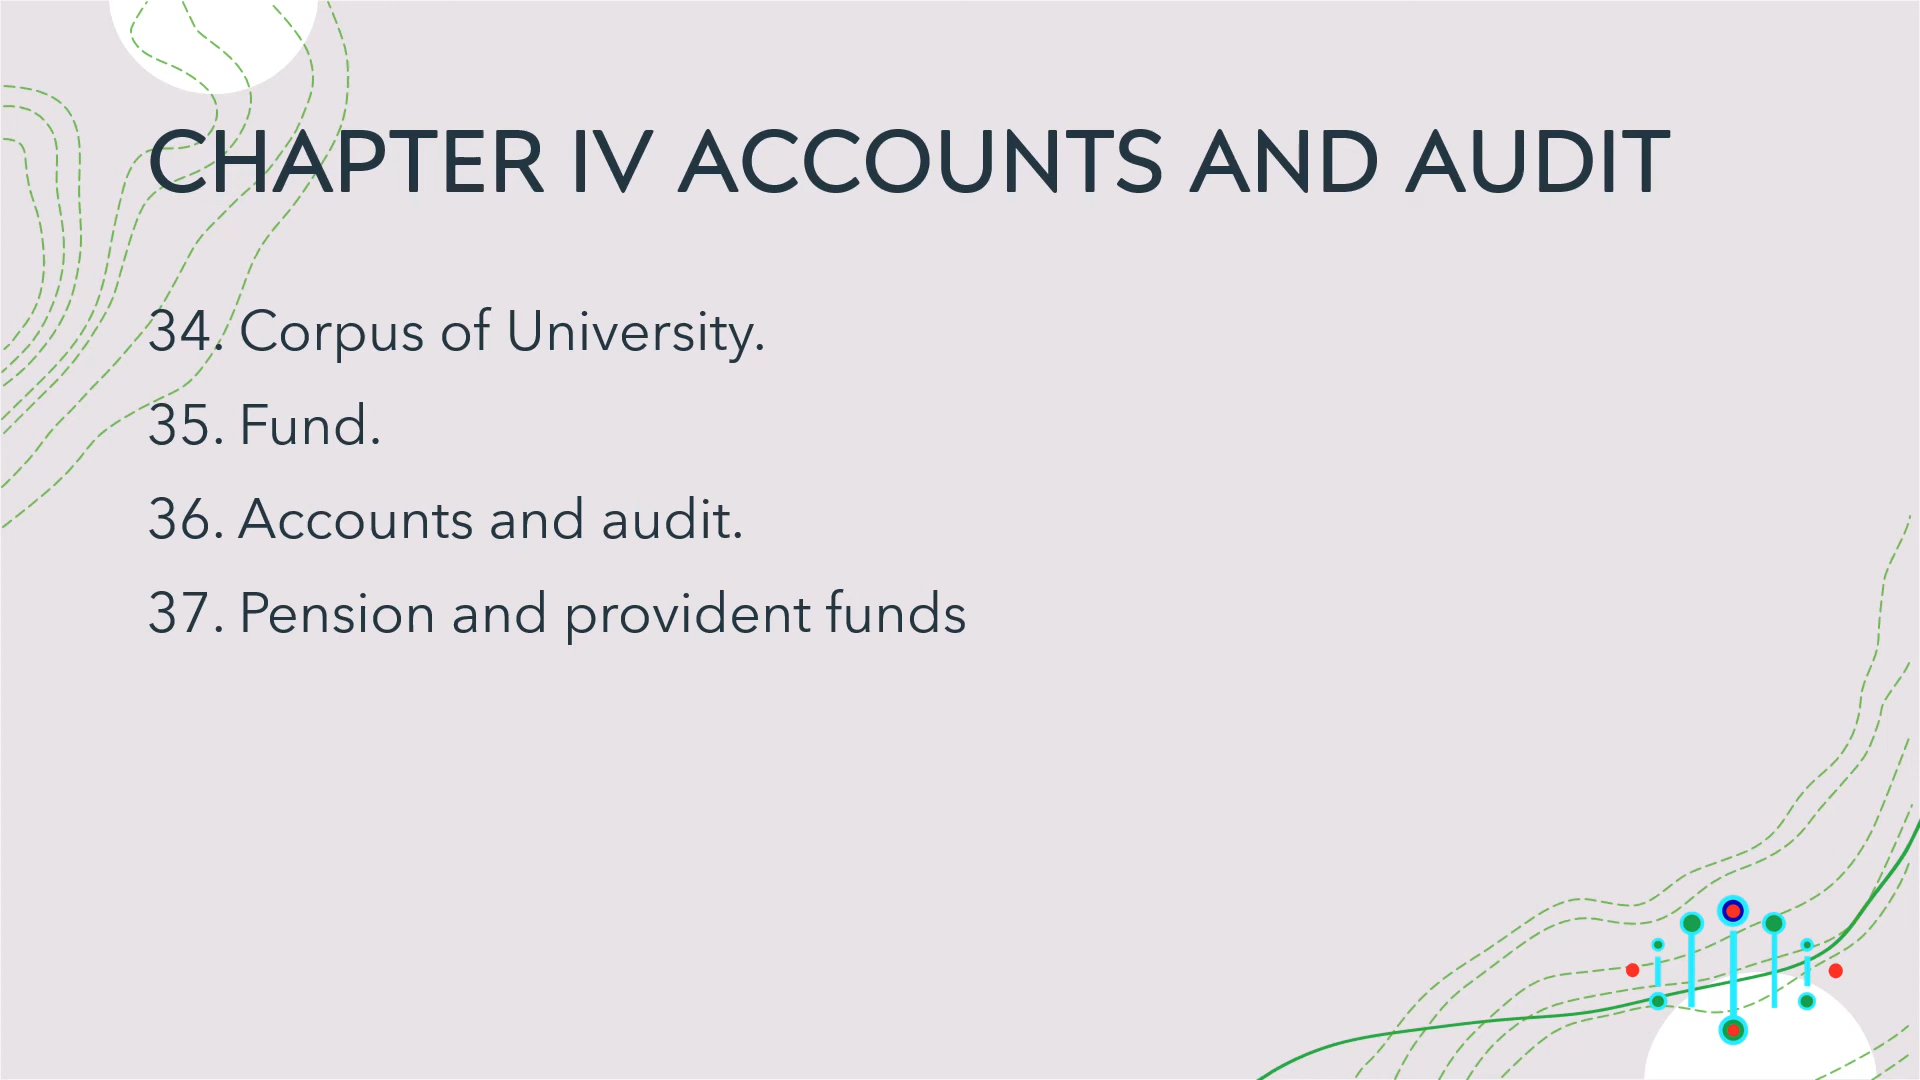 CHAPTER IV ACCOUNTS AND AUDIT
34. Corpus of University.
35. Fund.
36. Accounts and audit.
37. Pension and provident funds